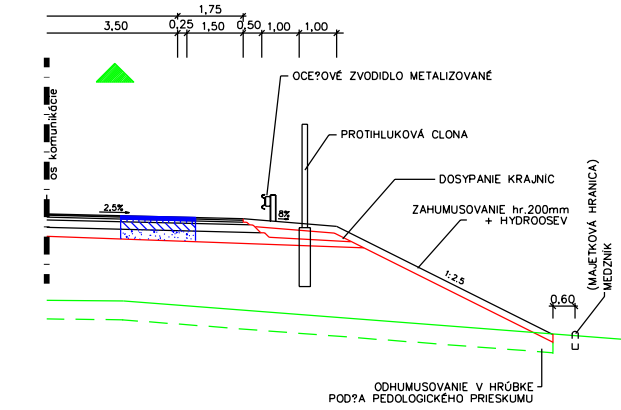 1,75
3,50
0,25
1,50
0,50
1,00
1,00
OCE?OVÉ ZVODIDLO METALIZOVANÉ
os komunikácie
PROTIHLUKOVÁ CLONA
DOSYPANIE KRAJNÍC
ZAHUMUSOVANIE hr.200mm
+ HYDROOSEV
(MAJETKOVÁ HRANICA)
MEDZNÍK
2,5%
8%
1:2,5
0,60
ODHUMUSOVANIE V HRÚBKE
POD?A PEDOLOGICKÉHO PRIESKUMU